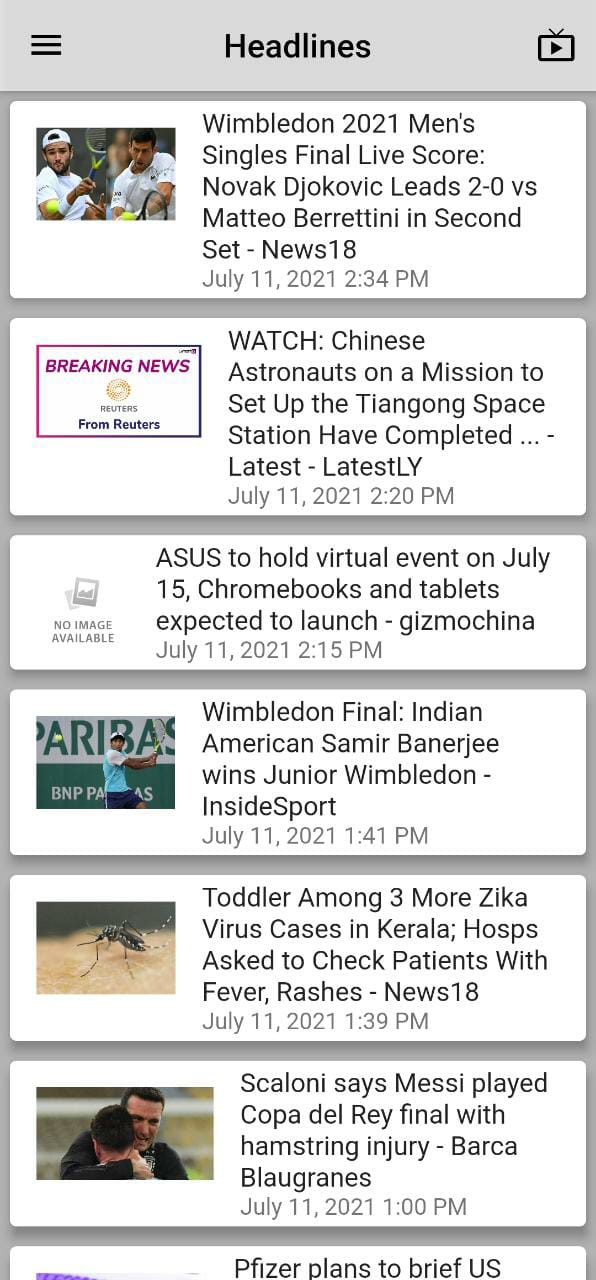 Headlines
Wimbledon 2021 Men's
Singles Final Live Score:
Novak Djokovic Leads 2-0 vs
Matteo Berrettini in Second
Set - News18
July 11, 2021 2:34 PM
BREAKING NEWS
REUTERS
From Reuters
WATCH: Chinese
Astronauts on a Mission to
Set Up the Tiangong Space
Station Have Completed ... -
Latest - LatestLY
July 11, 2021 2:20 PM
NO IMAGE
AVAILABLE
ASUS to hold virtual event on July
15, Chromebooks and tablets
expected to launch - gizmochina
July 11, 2021 2:15 PM
PARIBAS
BNP PA AS
Wimbledon Final: Indian
American Samir Banerjee
wins Junior Wimbledon -
InsideSport
July 11, 2021 1:41 PM
Toddler Among 3 More Zika
Virus Cases in Kerala; Hosps
Asked to Check Patients With
Fever, Rashes - News18
July 11, 2021 1:39 PM
Scaloni says Messi played
Copa del Rey final with
hamstring injury - Barca
Blaugranes
July 11, 2021 1:00 PM
Pfizer plans to brief US